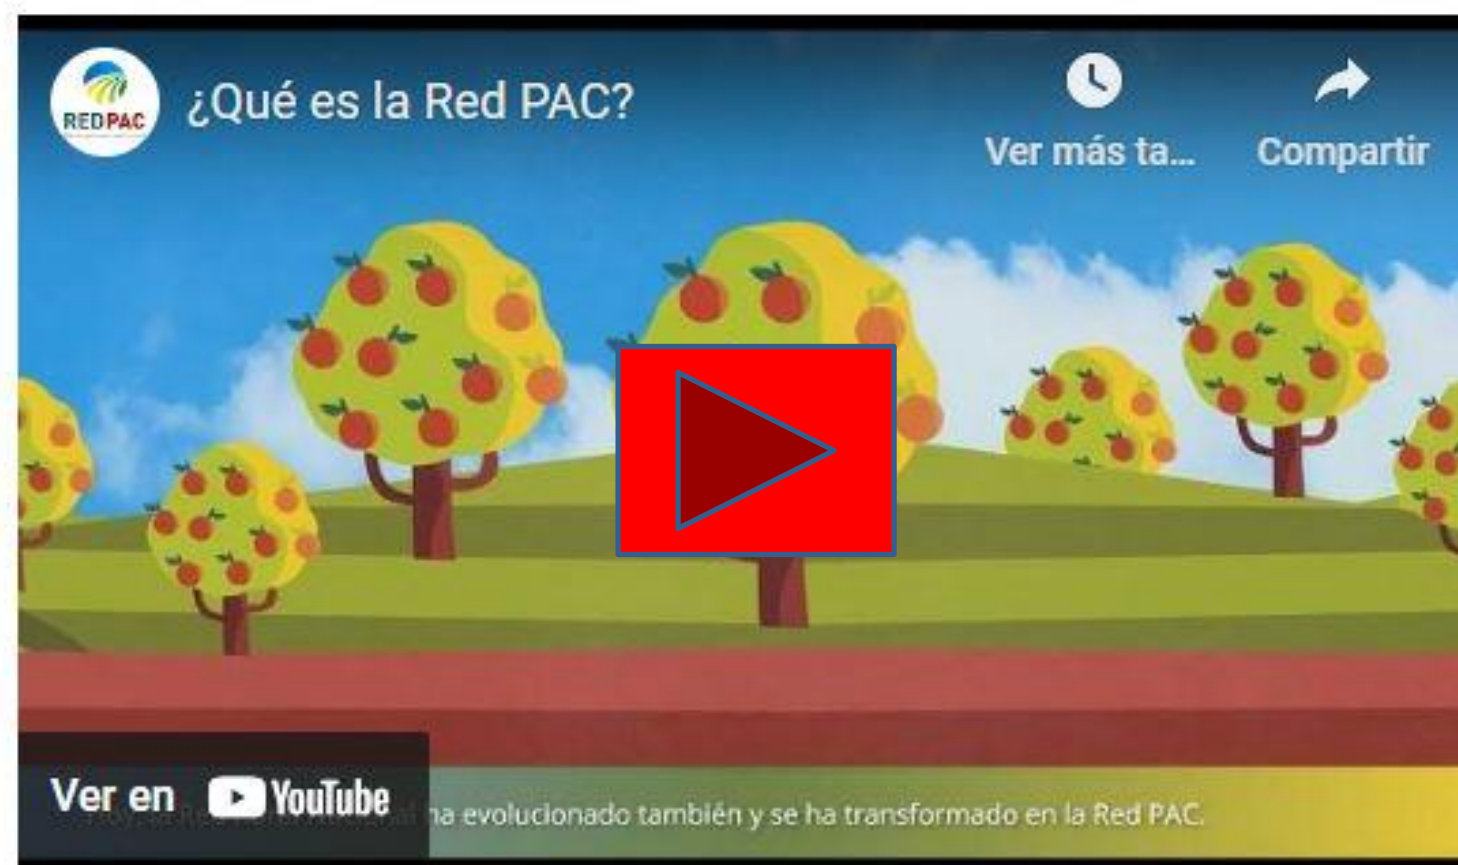 REDPAC
¿Qué es la Red PAC?
Ver más ta...
Compartir
Ver en YouTube
ha evolucionado también y se ha transformado en la Red PAC.